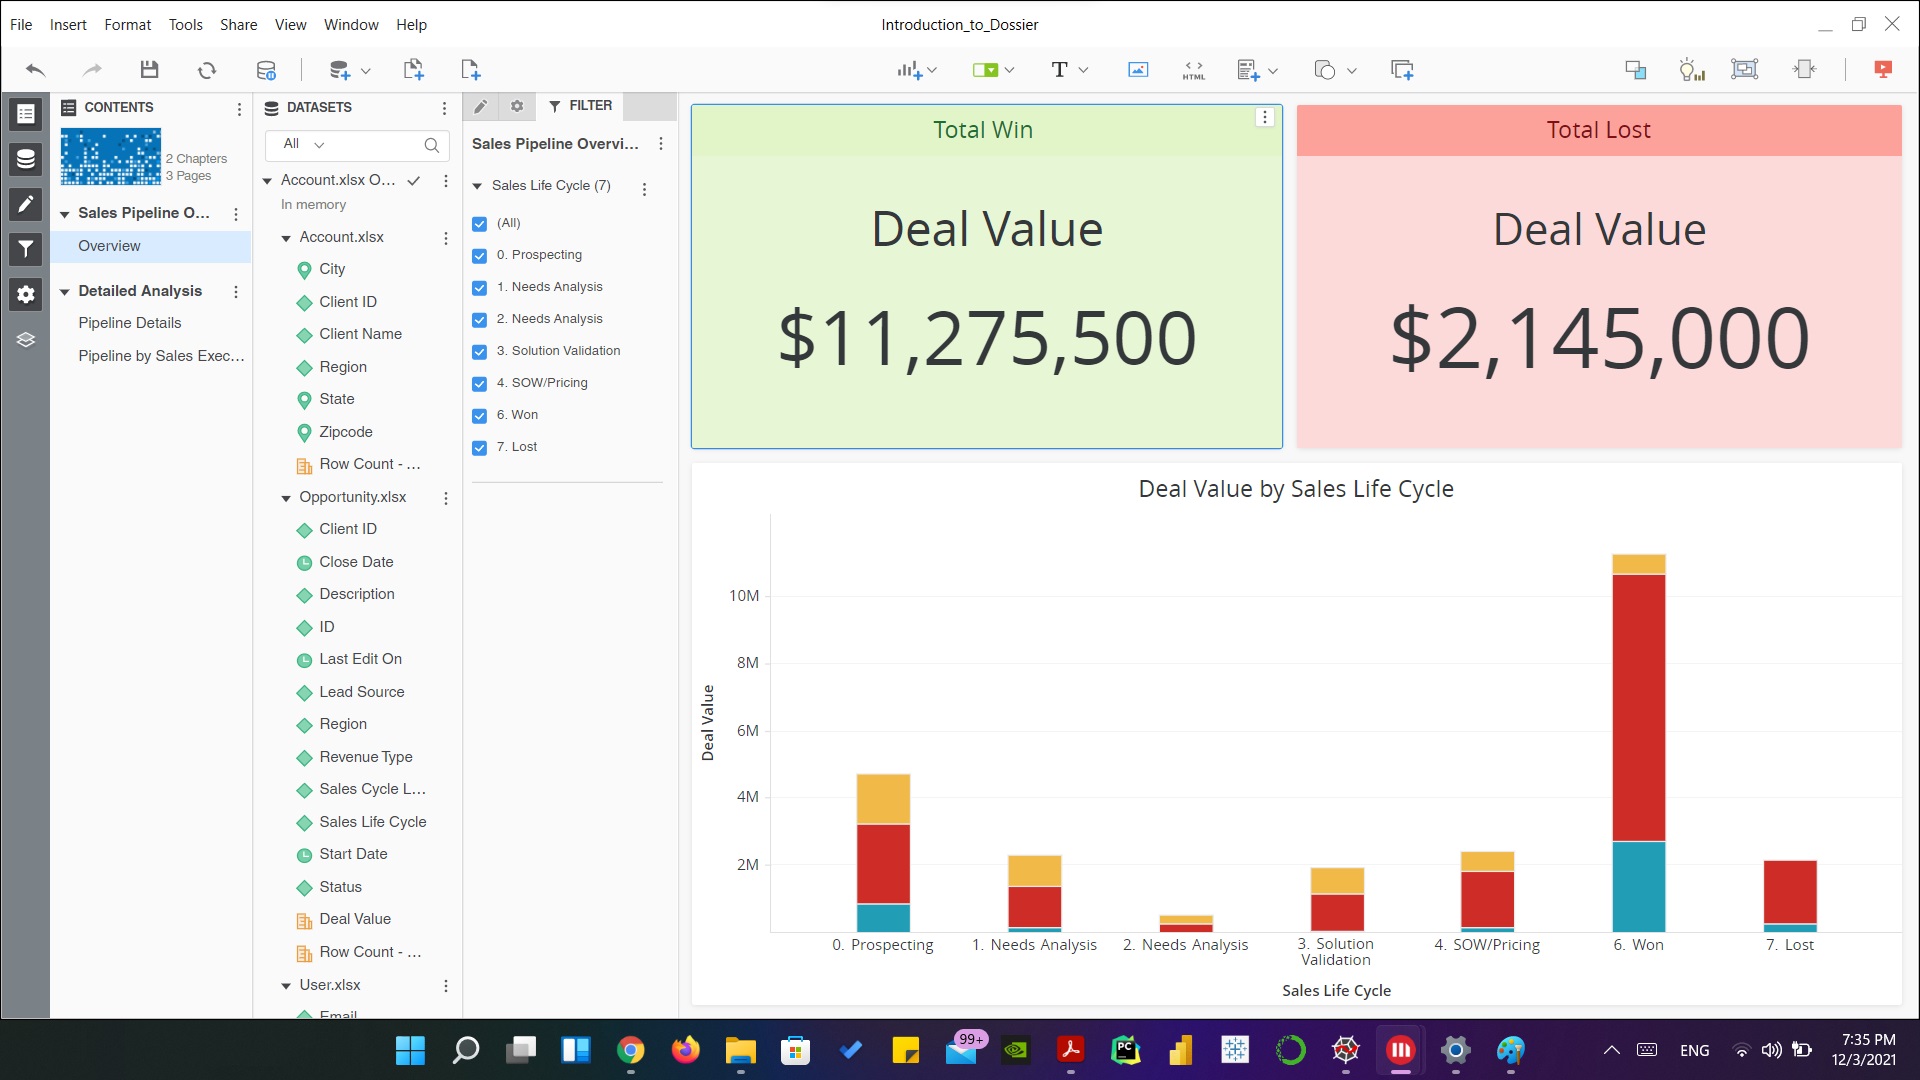 File Insert Format Tools Share View Window Help
Introduction_to_Dossier
T
HTML
CONTENTS
2 Chapters
3 Pages
Sales Pipeline O...
Overview
Detailed Analysis
Pipeline Details
Pipeline by Sales Exec...
DATASETS
All
Account.xlsx O...
In memory
Account.xlsx
City
Client ID
Client Name
Region
State
Zipcode
Row Count - ...
Opportunity.xlsx
Client ID
Close Date
Description
ID
Last Edit On
Lead Source
Region
Revenue Type
Sales Cycle L...
Sales Life Cycle
Start Date
Status
Deal Value
Row Count - ...
User.xlsx
Email
FILTER
Sales Pipeline Overvi...
Sales Life Cycle (7)
(All)
0. Prospecting
1. Needs Analysis
2. Needs Analysis
3. Solution Validation
4. SOW/Pricing
6. Won
7. Lost
Total Win
Deal Value
$11,275,500
Total Lost
Deal Value
$2,145,000
Deal Value by Sales Life Cycle
Deal Value
10M
8M
6M
4M
2M
0. Prospecting
1. Needs Analysis
2. Needs Analysis
3. Solution
Validation
4. SOW/Pricing
6. Won
7. Lost
Sales Life Cycle
99+
PC
ENG
7:35 PM
12/3/2021